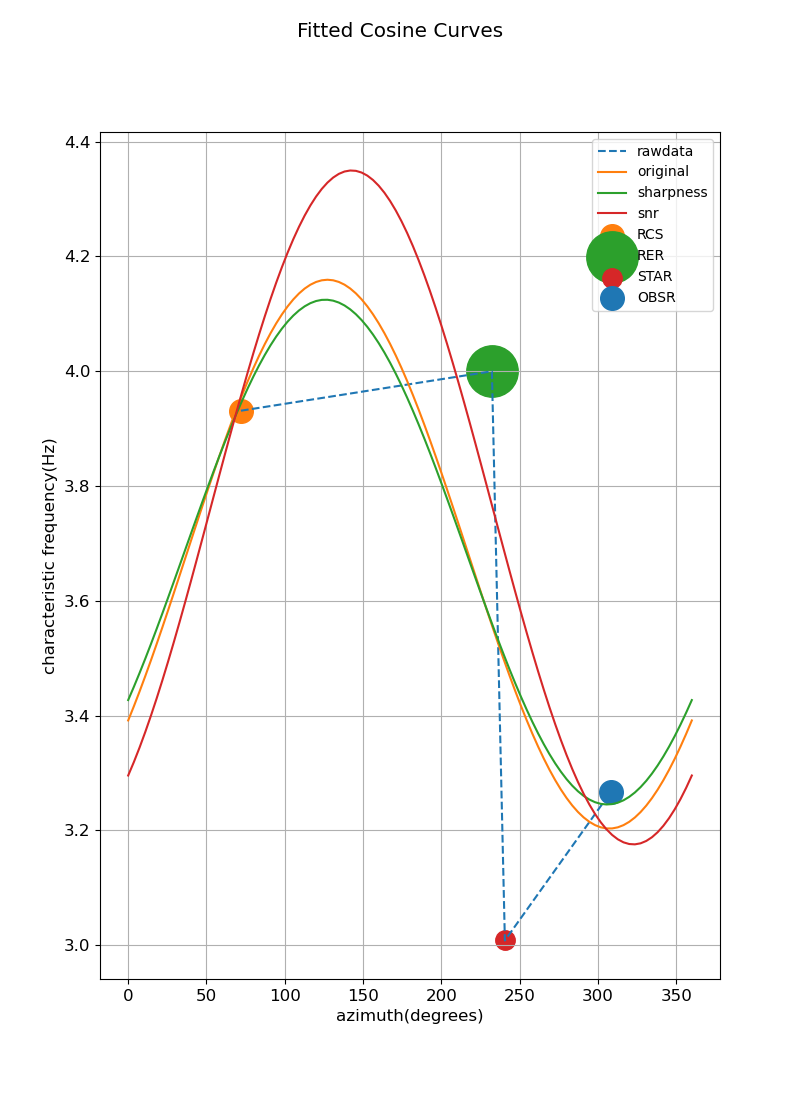 Fitted Cosine Curves
4.4
4.2
4.0
3.8
3.6
3.4
3.2
3.0
characteristic frequency(Hz)
rawdata
original
sharpness
snr
RCS
RER
STAR
OBSR
0 50 100 150 200 250 300 350
azimuth(degrees)